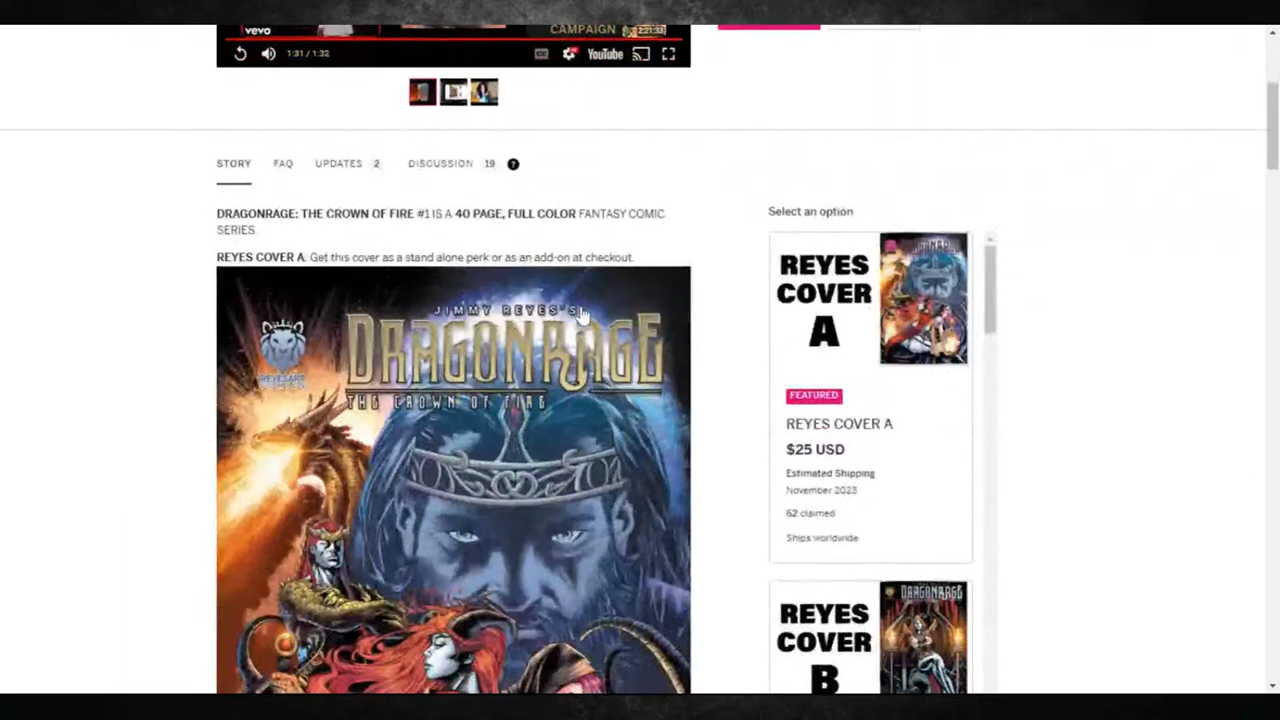 vevo
CAMPAIGN
1:31 / 1:32
CC
YouTube
STORY
FAQ
UPDATES 2
DISCUSSION 19 ?
DRAGONRAGE: THE CROWN OF FIRE #1 IS A 40 PAGE, FULL COLOR FANTASY COMIC
SERIES.
REYES COVER A. Get this cover as a stand alone perk or as an add-on at checkout.
JIMMY REYES'S
DRAGONRAGE
THE CROWN OF FIRE
Select an option
REYES
COVER
A
DRAGONRAGE
FEATURED
REYES COVER A
$25 USD
Estimated Shipping
November 2023
62 claimed
Ships worldwide
REYES
COVER
B
DRAGONRAGE